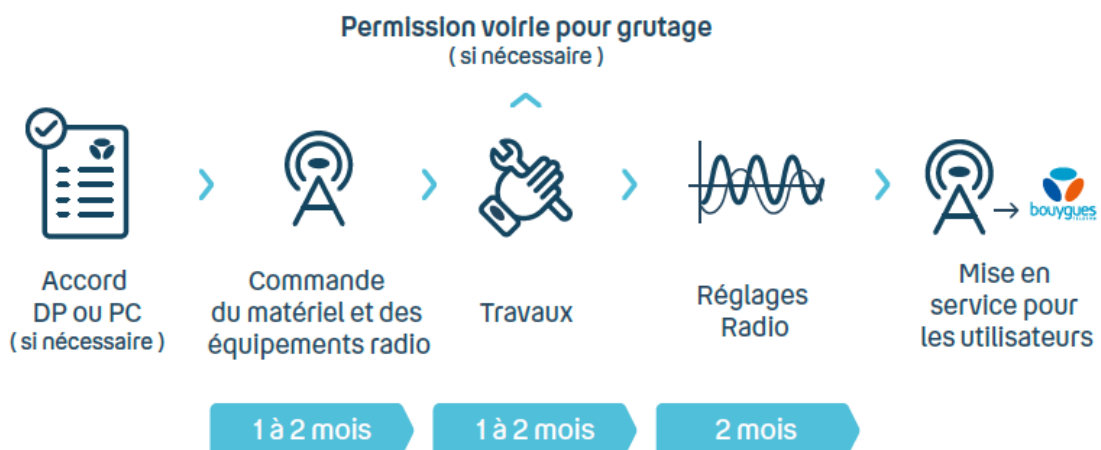 Permission voirie pour grutage
( si nécessaire )
Accord
DP ou PC
( si nécessaire )
Commande
du matériel et des
équipements radio
Travaux
Réglages
Radio
bouygues
TELECOM
Mise en
service pour
les utilisateurs
1 à 2 mois
1 à 2 mois
2 mois